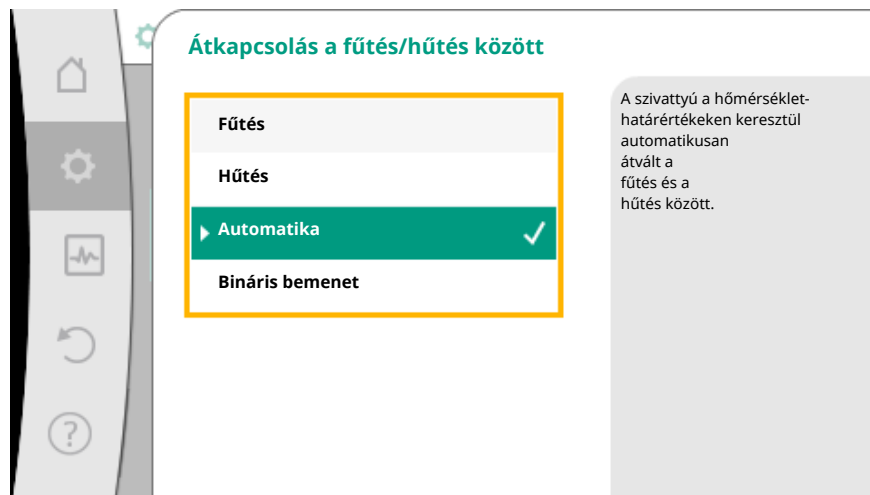 Átkapcsolás a fűtés/hűtés között
Fűtés
Hűtés
Automatika
Bináris bemenet
A szivattyú a hőmérséklet-
határértékeken keresztül
automatikusan
átvált a
fűtés és a
hűtés között.
?